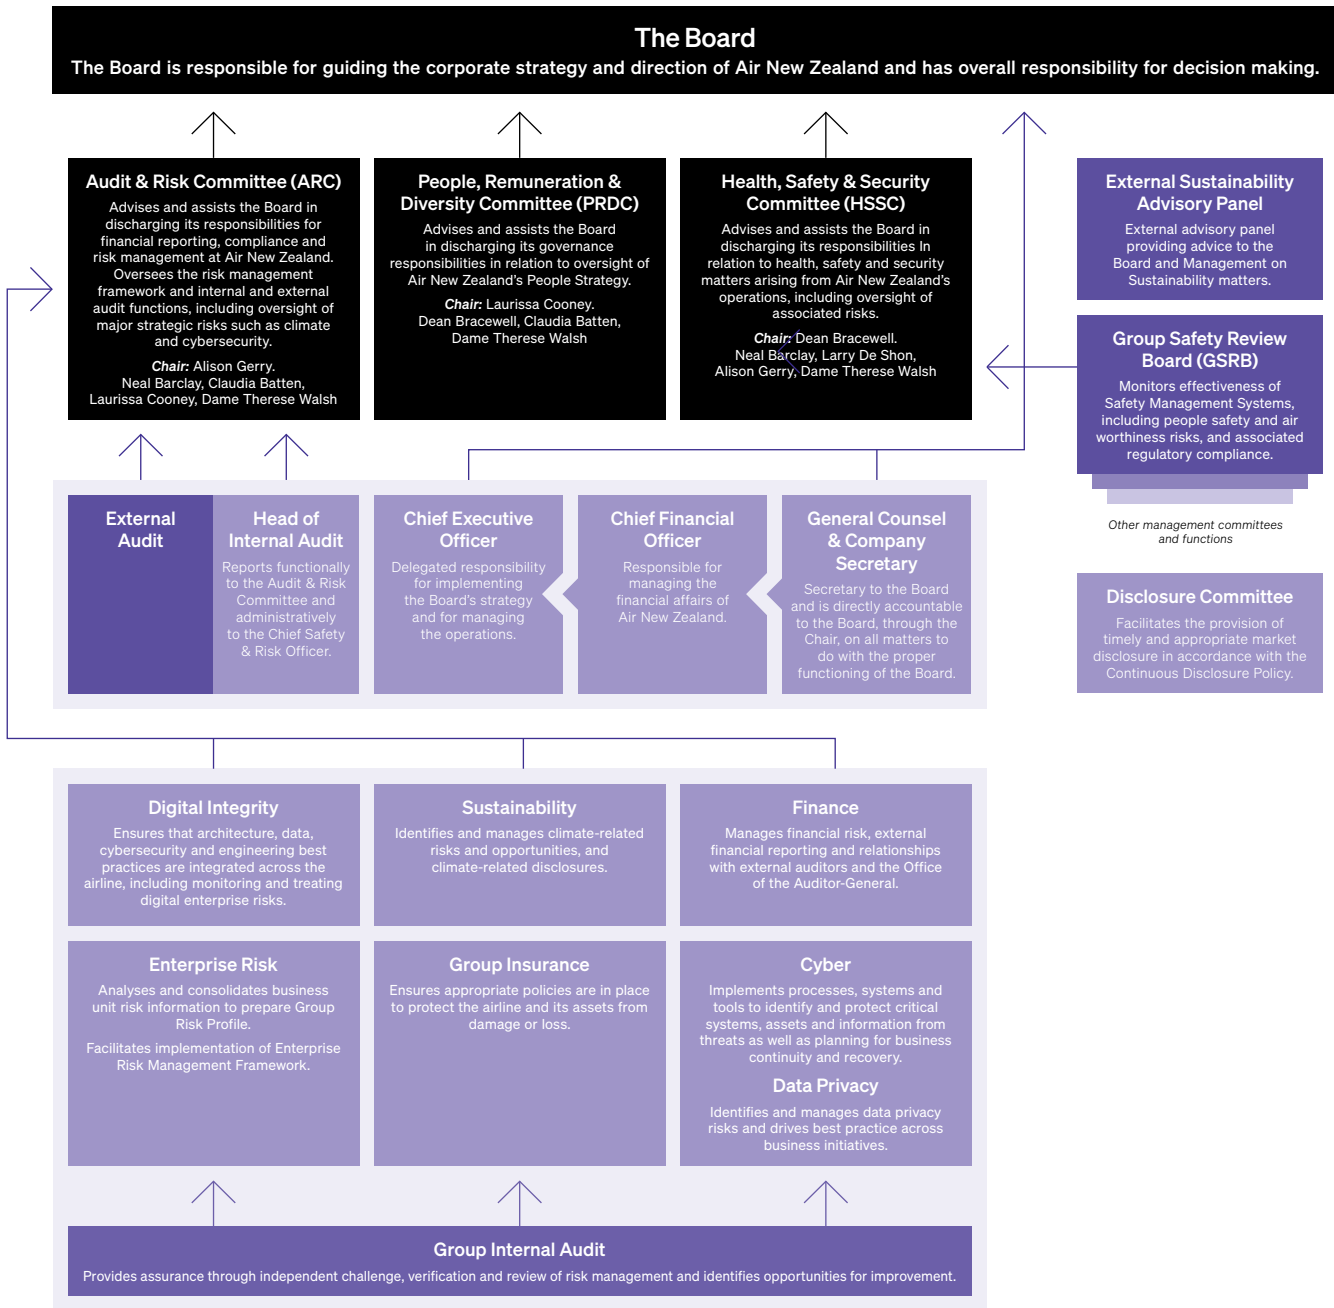 The Board
The Board is responsible for guiding the corporate strategy and direction of Air New Zealand and has overall responsibility for decision making.
Audit & Risk Committee (ARC)
Advises and assists the Board in
discharging its responsibilities for
financial reporting, compliance and
risk management at Air New Zealand.
Oversees the risk management
framework and internal and external
audit functions, including oversight of
major strategic risks such as climate
and cybersecurity.
Chair: Alison Gerry.
Neal Barclay, Claudia Batten,
Laurissa Cooney, Dame Therese Walsh
People, Remuneration &
Diversity Committee (PRDC)
Advises and assists the Board
in discharging its governance
responsibilities in relation to oversight of
Air New Zealand's People Strategy.
Chair: Laurissa Cooney.
Dean Bracewell, Claudia Batten,
Dame Therese Walsh
Health, Safety & Security
Committee (HSSC)
Advises and assists the Board in
discharging its responsibilities In
relation to health, safety and security
matters arising from Air New Zealand's
operations, including oversight of
associated risks.
Chair: Dean Bracewell.
Neal Barclay, Larry De Shon,
Alison Gerry, Dame Therese Walsh
External Sustainability
Advisory Panel
External advisory panel
providing advice to the
Board and Management on
Sustainability matters.
Group Safety Review
Board (GSRB)
Monitors effectiveness of
Safety Management Systems,
including people safety and air
worthiness risks, and associated
regulatory compliance.
Other management committees
and functions
Disclosure Committee
Facilitates the provision of
timely and appropriate market
disclosure in accordance with the
Continuous Disclosure Policy.
External
Audit
Head of
Internal Audit
Reports functionally
to the Audit & Risk
Committee and
administratively
to the Chief Safety
& Risk Officer.
Chief Executive
Officer
Delegated responsibility
for implementing
the Board's strategy
and for managing
the operations.
Chief Financial
Officer
Responsible for
managing the
financial affairs of
Air New Zealand.
General Counsel
& Company
Secretary
Secretary to the Board
and is directly accountable
to the Board, through the
Chair, on all matters to
do with the proper
functioning of the Board.
Digital Integrity
Ensures that architecture, data,
cybersecurity and engineering best
practices are integrated across the
airline, including monitoring and treating
digital enterprise risks.
Sustainability
Identifies and manages climate-related
risks and opportunities, and
climate-related disclosures.
Finance
Manages financial risk, external
financial reporting and relationships
with external auditors and the Office
of the Auditor-General.
Enterprise Risk
Analyses and consolidates business
unit risk information to prepare Group
Risk Profile.
Facilitates implementation of Enterprise
Risk Management Framework.
Group Insurance
Ensures appropriate policies are in place
to protect the airline and its assets from
damage or loss.
Cyber
Implements processes, systems and
tools to identify and protect critical
systems, assets and information from
threats as well as planning for business
continuity and recovery.
Data Privacy
Identifies and manages data privacy
risks and drives best practice across
business initiatives.
Group Internal Audit
Provides assurance through independent challenge, verification and review of risk management and identifies opportunities for improvement.